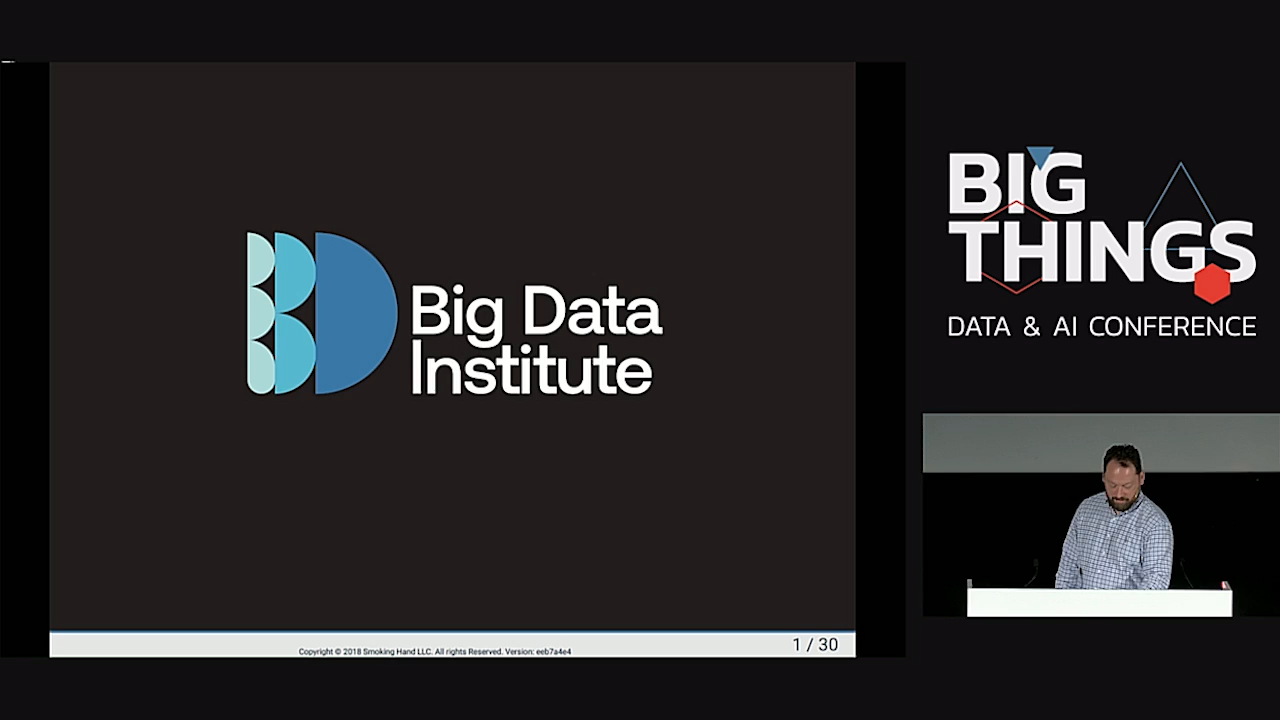 Big Data
Institute
Copyright © 2018 Smoking Hand LLC. All rights Reserved. Version: eeb7a4e4
1 / 30
BIG
THINGS
DATA & AI CONFERENCE